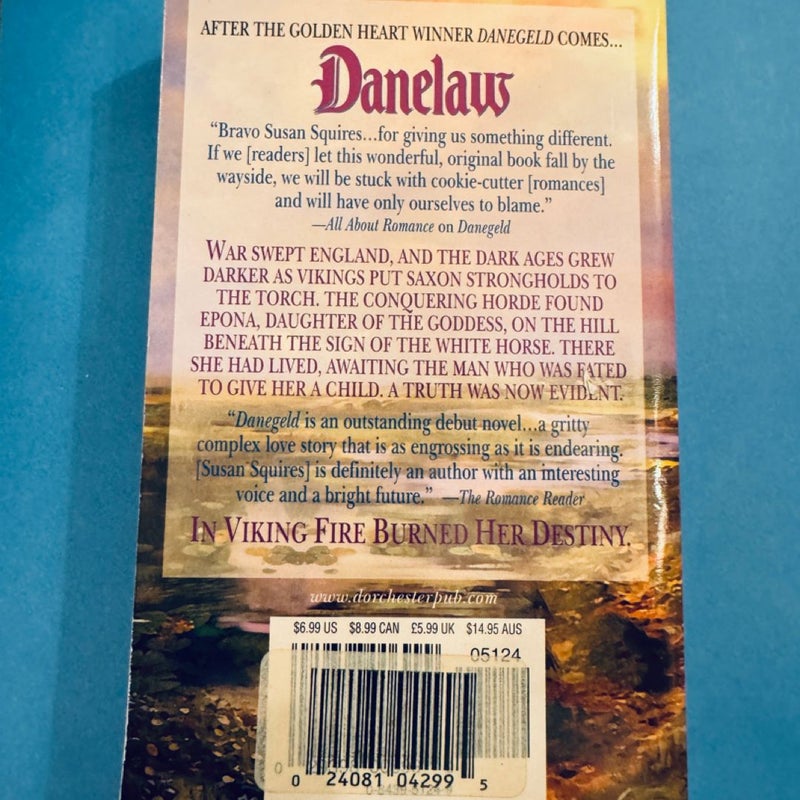 AFTER THE GOLDEN HEART WINNER DANEGELD COMES...
Danelaw
“Bravo Susan Squires...for giving us something different.
If we [readers] let this wonderful, original book fall by the
wayside, we will be stuck with cookie-cutter [romances]
and will have only ourselves to blame.”
—All About Romance on Danegeld
WAR SWEPT ENGLAND, AND THE DARK AGES GREW
DARKER AS VIKINGS PUT SAXON STRONGHOLDS TO
THE TORCH. THE CONQUERING HORDE FOUND
EPONA, DAUGHTER OF THE GODDESS, ON THE HILL
BENEATH THE SIGN OF THE WHITE HORSE. THERE
SHE HAD LIVED, AWAITING THE MAN WHO WAS FATED
TO GIVE HER A CHILD. A TRUTH WAS NOW EVIDENT.
“Danegeld is an outstanding debut novel...a gritty
complex love story that is as engrossing as it is endearing.
[Susan Squires] is definitely an author with an interesting
voice and a bright future.” —The Romance Reader
IN VIKING FIRE BURNED HER DESTINY.
www.dorchesterpub.com
$6.99 US $8.99 CAN £5.99 UK $14.95 AUS
05124
0
0 24081 04299 5